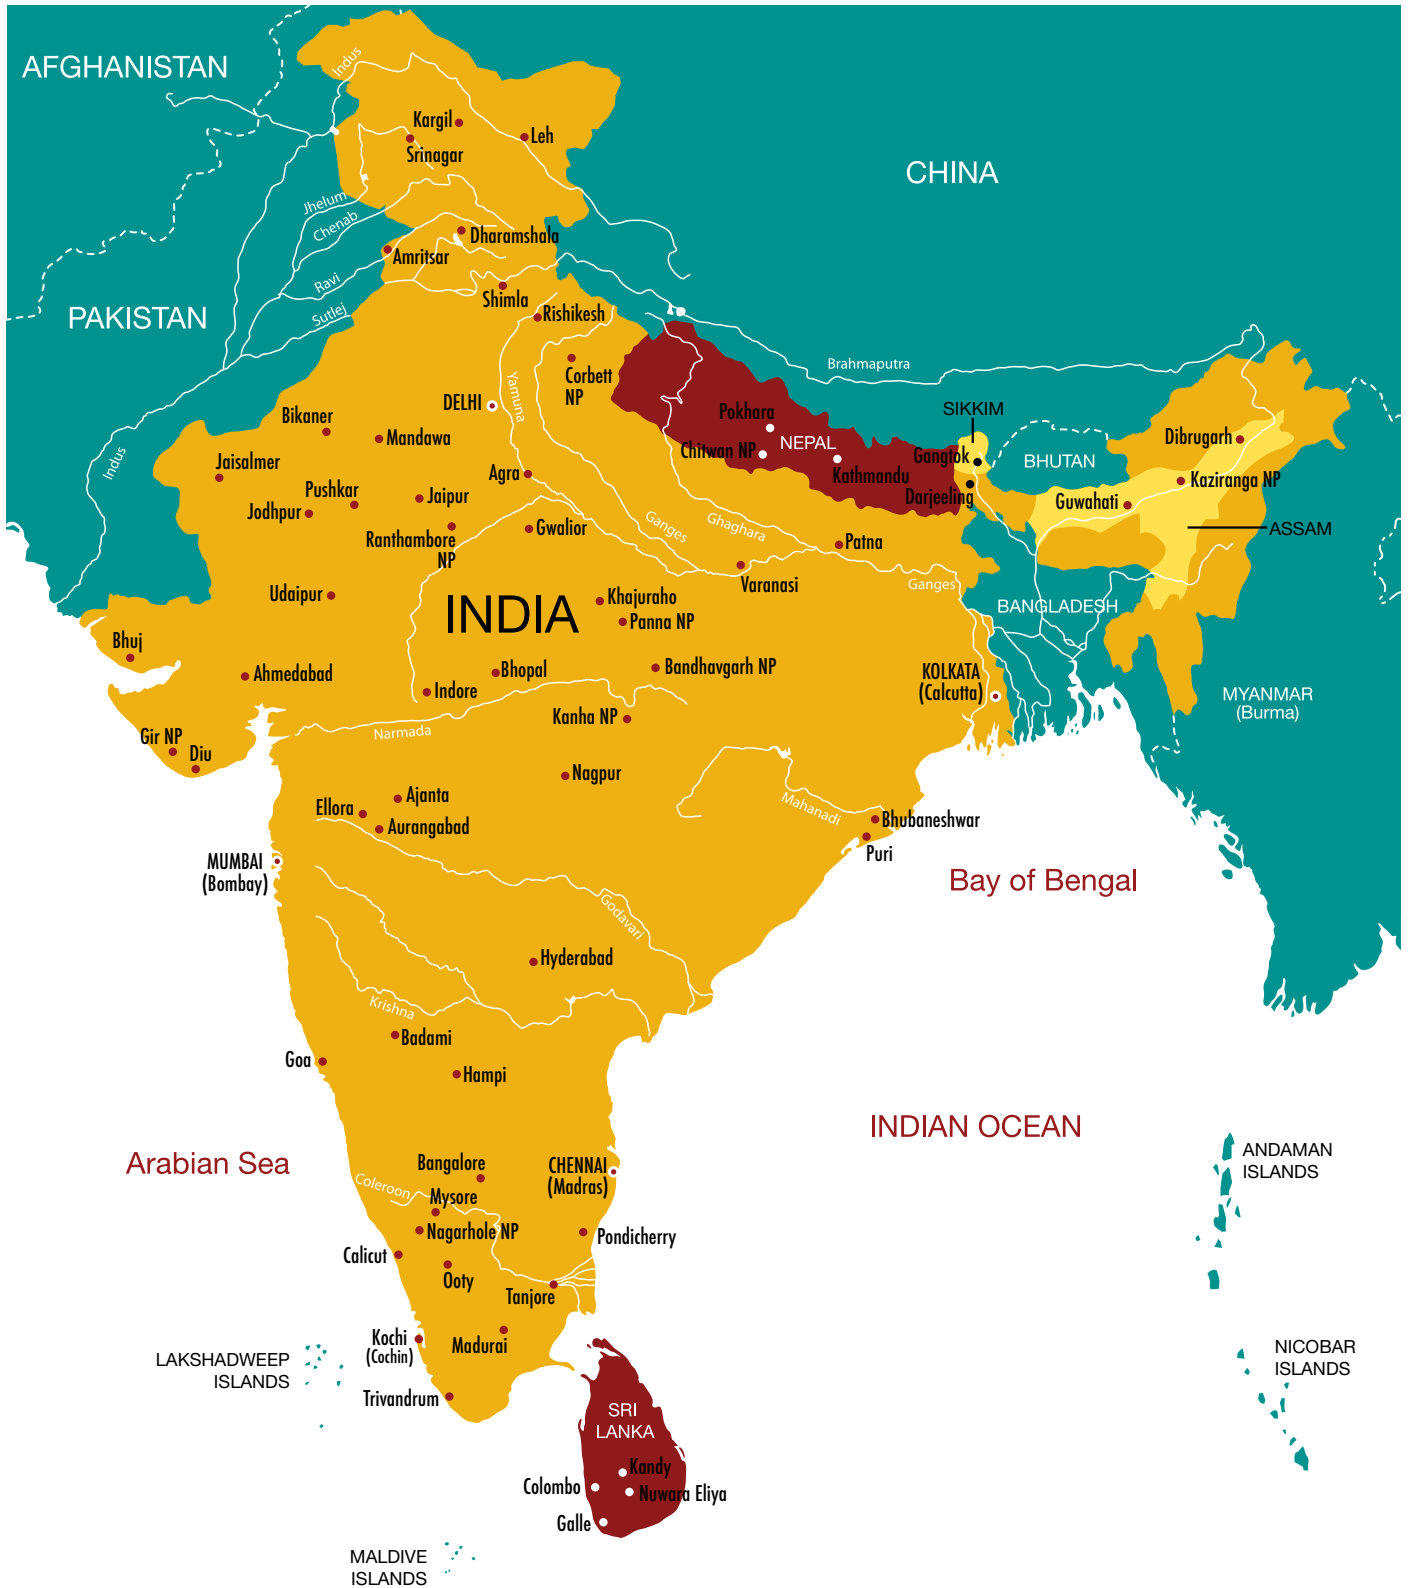 AFGHANISTAN
Indus
Kargil
Leh
Srinagar
CHINA
Jhelum
Chenab
Dharamshala
Amritsar
Ravi
Shimla
PAKISTAN
Sutlej
Rishikesh
Brahmaputra
Corbett
NP
Yamuna
DELHI
SIKKIM
Pokhara
Bikaner
Mandawa
NEPAL
Dibrugarh
Chitwan NP
Gangtok
BHUTAN
Jaisalmer
Indus
Agra
Kathmandu
Kaziranga NP
Pushkar
Jaipur
Darjeeling
Guwahati
Jodhpur
Ranthambore
NP
Gwalior
Ganges
Ghaghara
ASSAM
Patna
Varanasi
Ganges
Udaipur
Khajuraho
INDIA
BANGLADESH
Panna NP
Bhuj
Ahmedabad
Bhopal
Bandhavgarh NP
KOLKATA
(Calcutta)
Indore
MYANMAR
(Burma)
Kanha NP
Narmada
Gir NP
Diu
Nagpur
Ajanta
Ellora
Mahanadi
Aurangabad
Bhubaneshwar
Puri
MUMBAI
(Bombay)
Bay of Bengal
Godavari
Hyderabad
Krishna
Badami
Goa
Hampi
INDIAN OCEAN
Arabian Sea
ANDAMAN
ISLANDS
Bangalore
CHENNAI
(Madras)
Coleroon
Mysore
Nagarhole NP
Pondicherry
Calicut
Ooty
Tanjore
Kochi
(Cochin)
Madurai
LAKSHADWEEP
ISLANDS
NICOBAR
ISLANDS
Trivandrum
SRI
LANKA
Kandy
Colombo
Nuwara Eliya
Galle
MALDIVE
ISLANDS